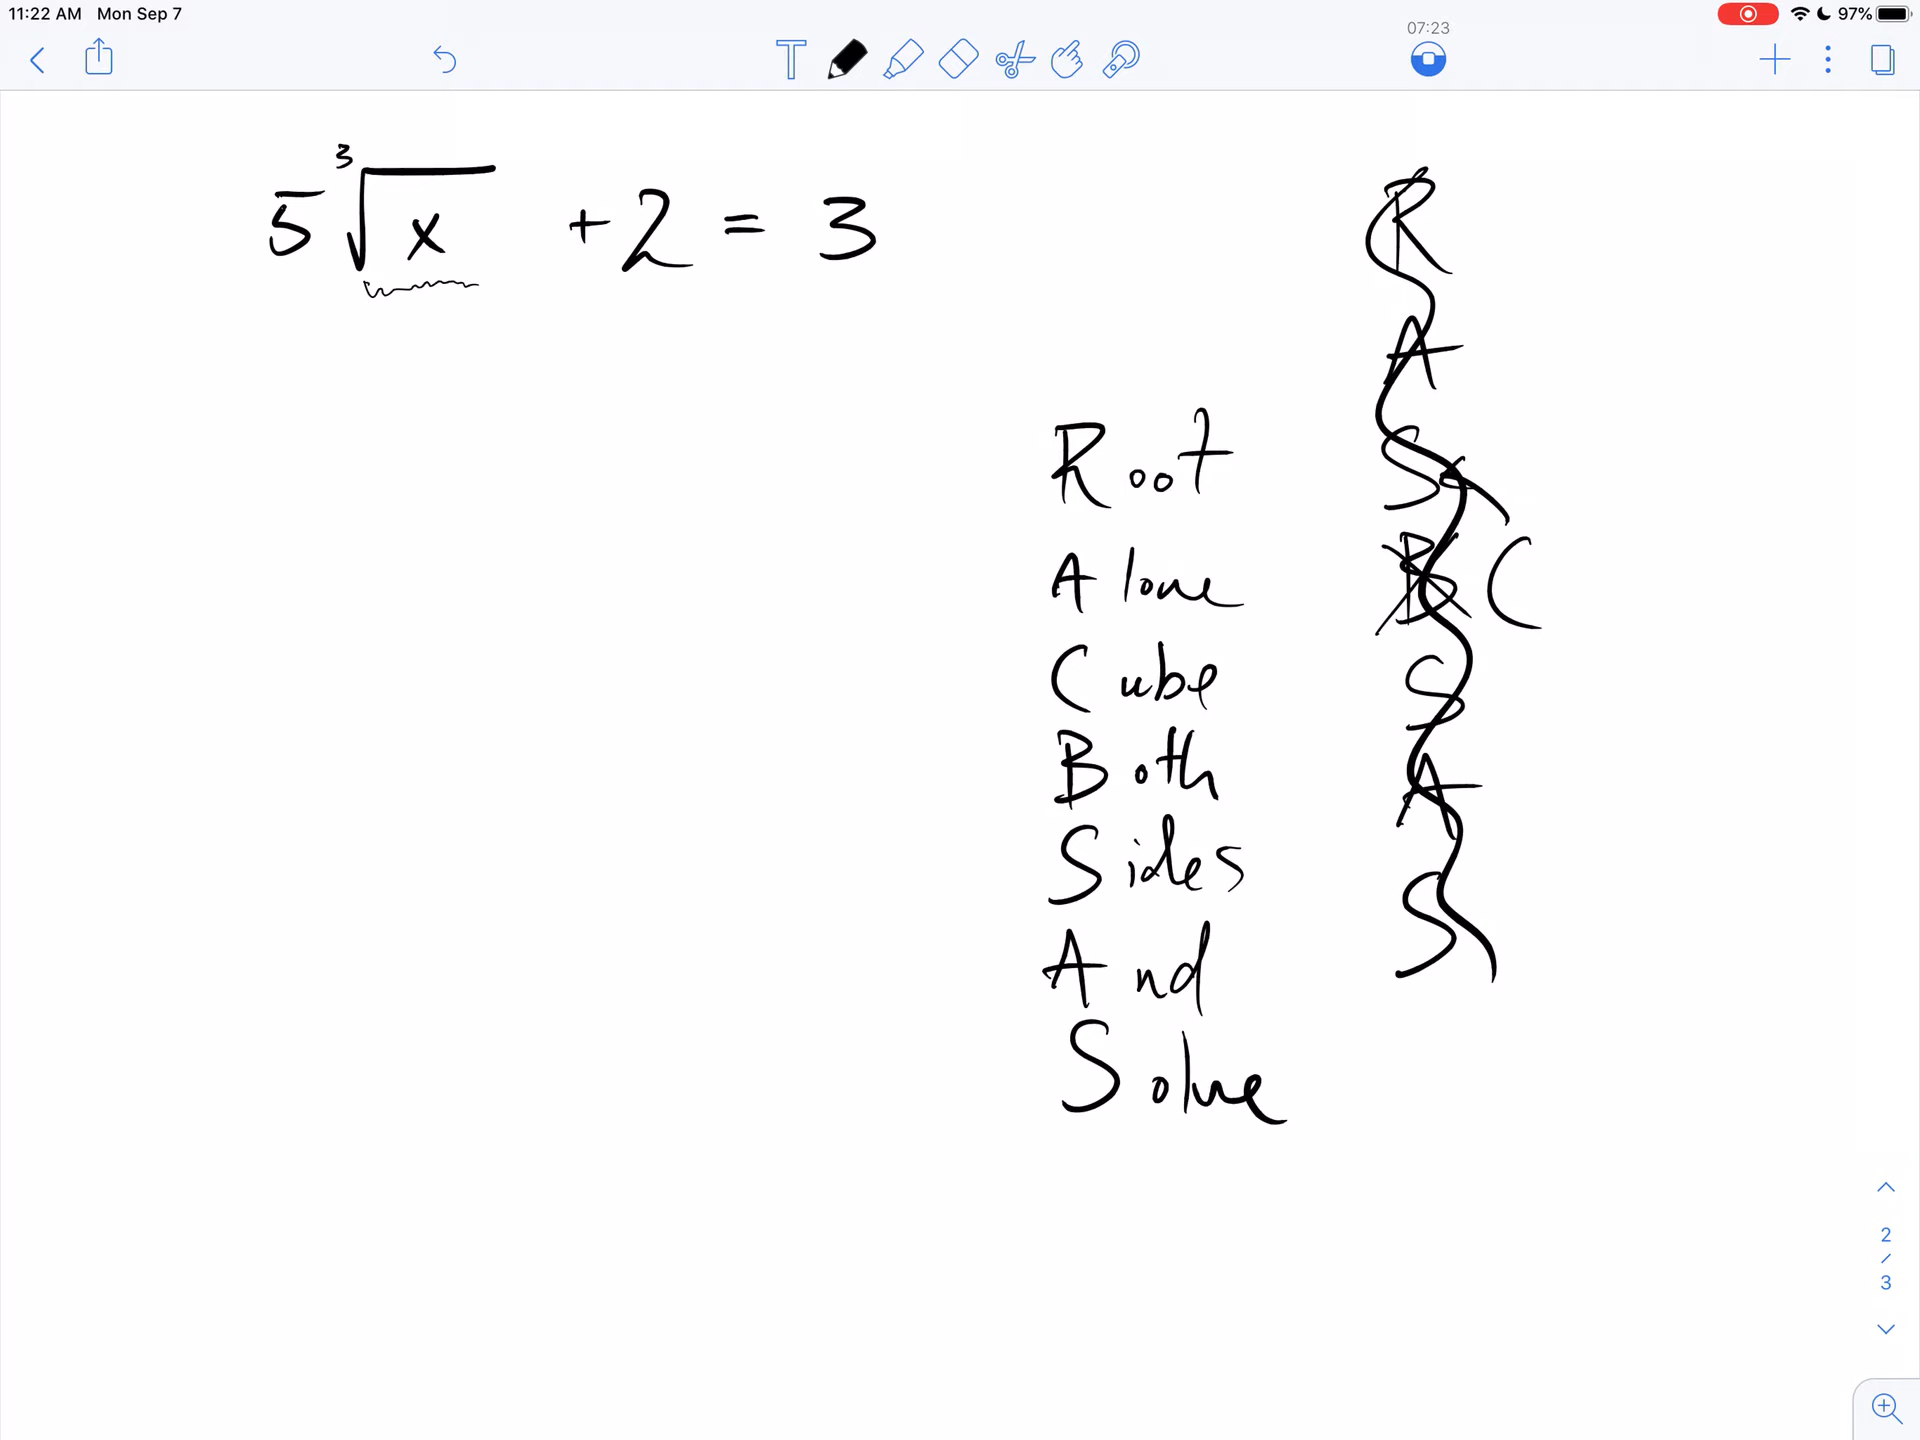 11:22 AM Mon Sep 7
97%
07:23
T
5∛x + 2 = 3
R
A
S
B C
S
A
S
Root
Alone
Cube
Both
Sides
And
Solve
2
/
3